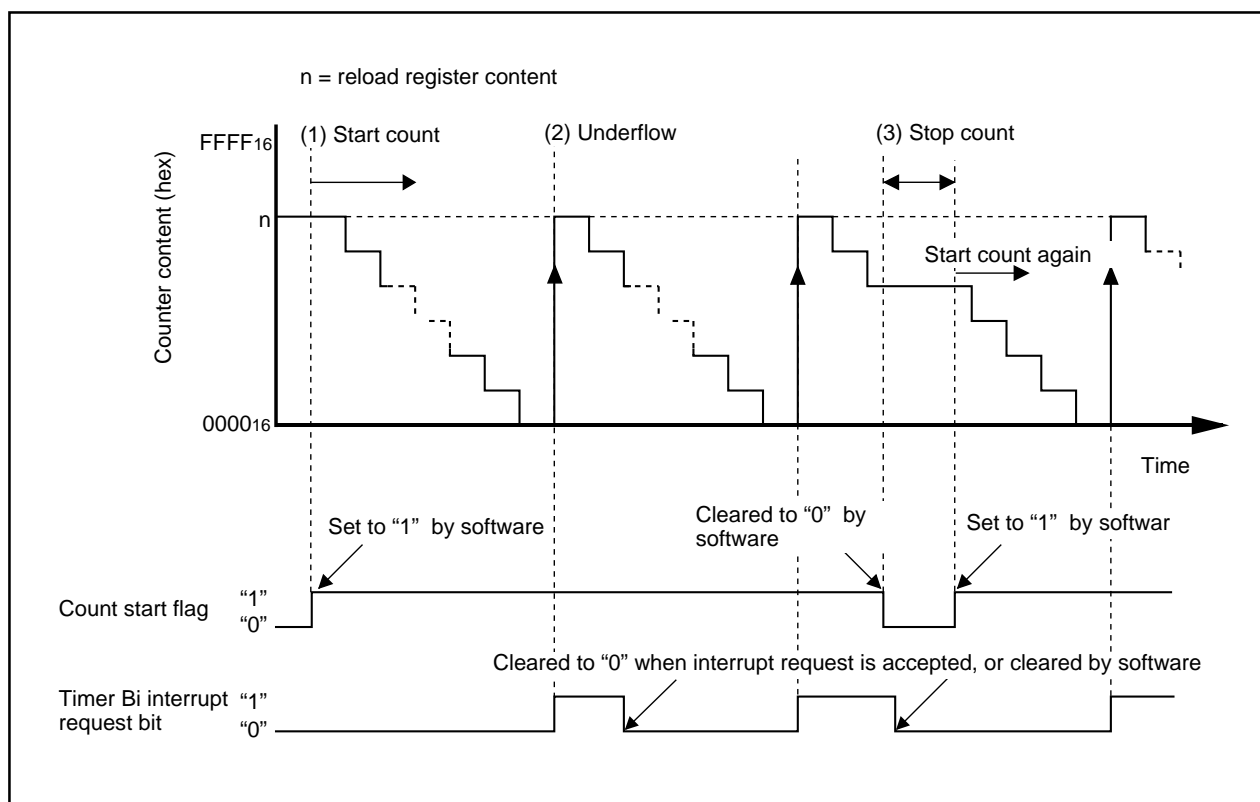 n = reload register content
FFFF16
(1) Start count
(2) Underflow
(3) Stop count
Counter content (hex)
n
Start count again
000016
Time
Set to “1” by software
Cleared to “0” by
software
Set to “1” by softwar
Count start flag
“1”
“0”
Cleared to “0” when interrupt request is accepted, or cleared by software
Timer Bi interrupt
request bit
“1”
“0”